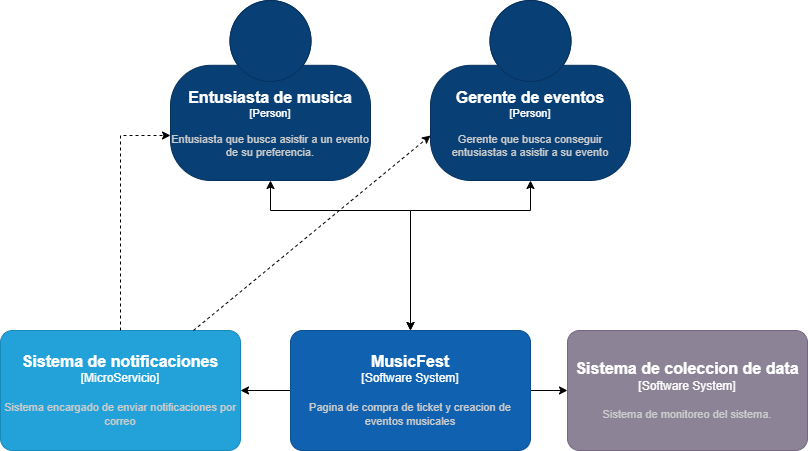 Entusiasta de musica
[Person]
Entusiasta que busca asistir a un evento
de su preferencia.
Gerente de eventos
[Person]
Gerente que busca conseguir
entusiastas a asistir a su evento
Sistema de notificaciones
[MicroServicio]
Sistema encargado de enviar notificaciones por
correo
MusicFest
[Software System]
Pagina de compra de ticket y creacion de
eventos musicales
Sistema de coleccion de data
[Software System]
Sistema de monitoreo del sistema.